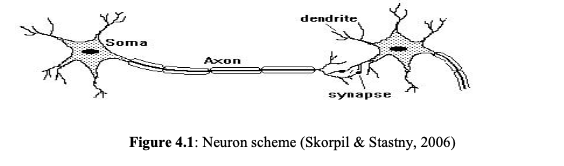 dendrite
Soma
Axon
synapse
Figure 4.1: Neuron scheme (Skorpil & Stastny, 2006)